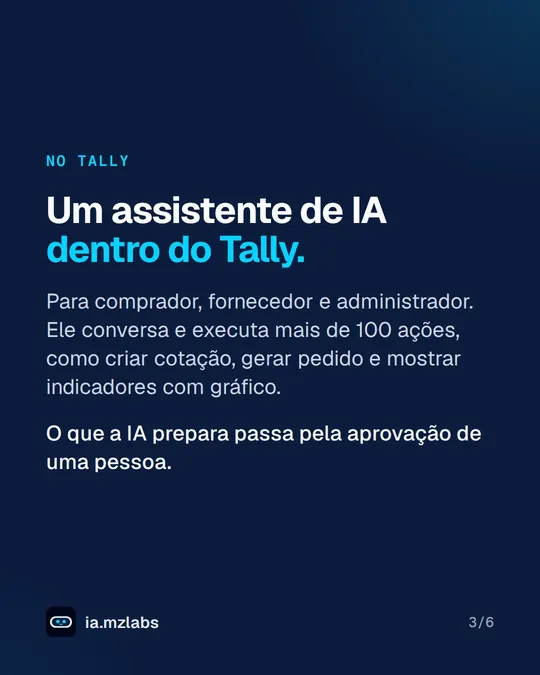 NO TALLY
Um assistente de IA
dentro do Tally.
Para comprador, fornecedor e administrador.
Ele conversa e executa mais de 100 ações,
como criar cotação, gerar pedido e mostrar
indicadores com gráfico.
O que a IA prepara passa pela aprovação de
uma pessoa.
ia.mzlabs
3/6